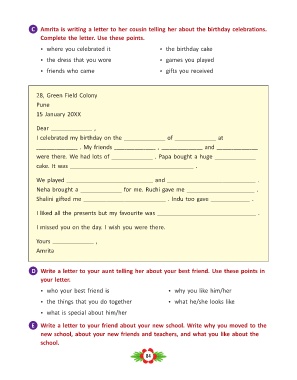 C Amrita is writing a letter to her cousin telling her about the birthday celebrations.
Complete the letter. Use these points.
• where you celebrated it • the birthday cake
• the dress that you wore • games you played
• friends who came • gifts you received
78, Green Field Colony
Pune
15 January 20XX
Dear ____________ ,
I celebrated my birthday on the ____________ of ____________ at
____________. My friends ____________, ____________ and ____________
were there. We had lots of ____________. Papa bought a huge ____________
cake. It was ____________________________________ .
We played ________________________ and ________________________ .
Neha brought a ____________ for me. Ruchi gave me ____________________ .
Shalini gifted me ________________ . Indu too gave ________________ .
I liked all the presents but my favourite was ____________________________ .
I missed you on the day. I wish you were there.
Yours ____________ ,
Amrita
D Write a letter to your aunt telling her about your best friend. Use these points in
your letter.
• who your best friend is • why you like him/her
• the things that you do together • what he/she looks like
• what is special about him/her
E Write a letter to your friend about your new school. Write why you moved to the
new school, about your new friends and teachers, and what you like about the
school.
84